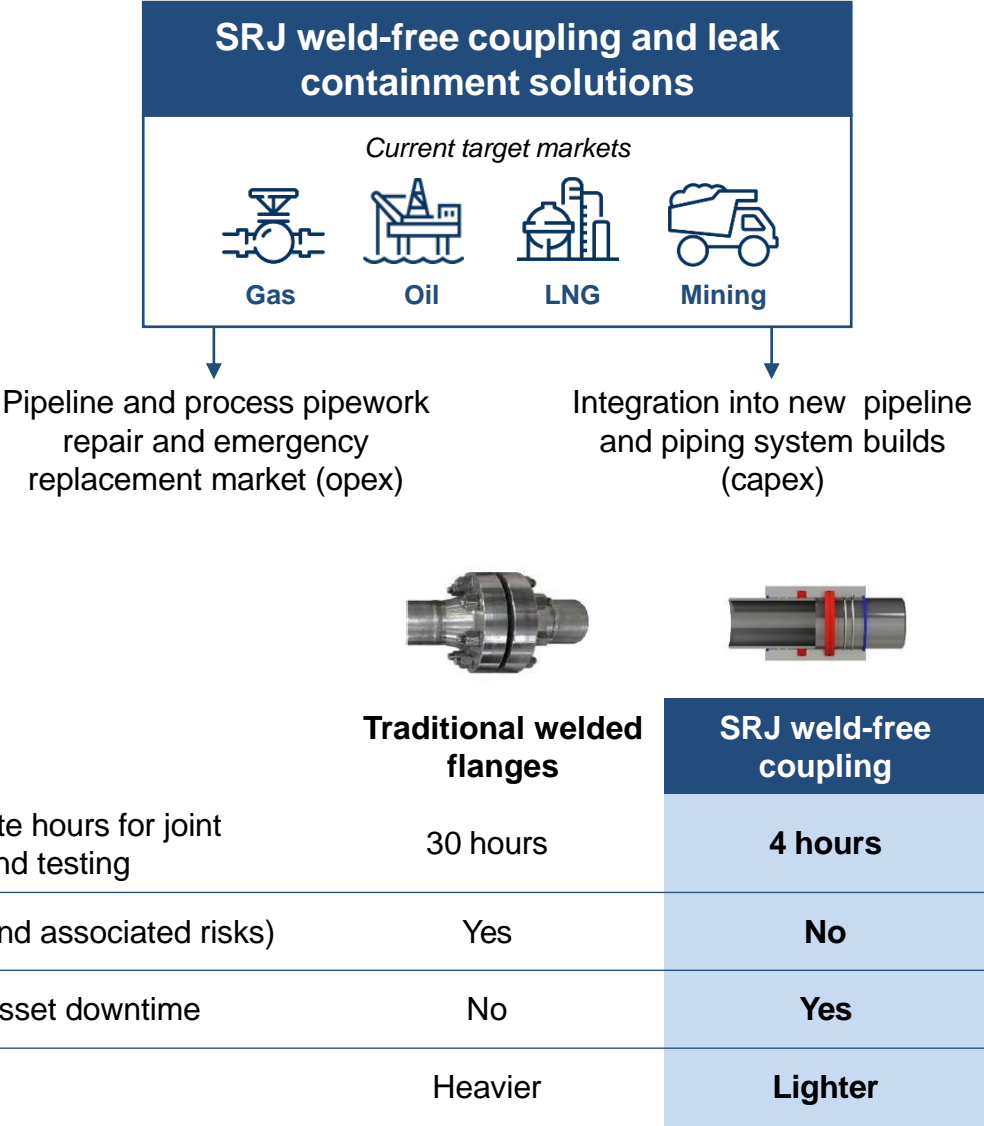 SRJ weld-free coupling and leak
containment solutions
Current target markets
Gas Oil LNG Mining
Pipeline and process pipework
repair and emergency
replacement market (opex)
Integration into new pipeline
and piping system builds
(capex)
Traditional welded
flanges
SRJ weld-free
coupling
te hours for joint
nd testing
30 hours
4 hours
nd associated risks)
Yes
No
sset downtime
No
Yes
Heavier
Lighter